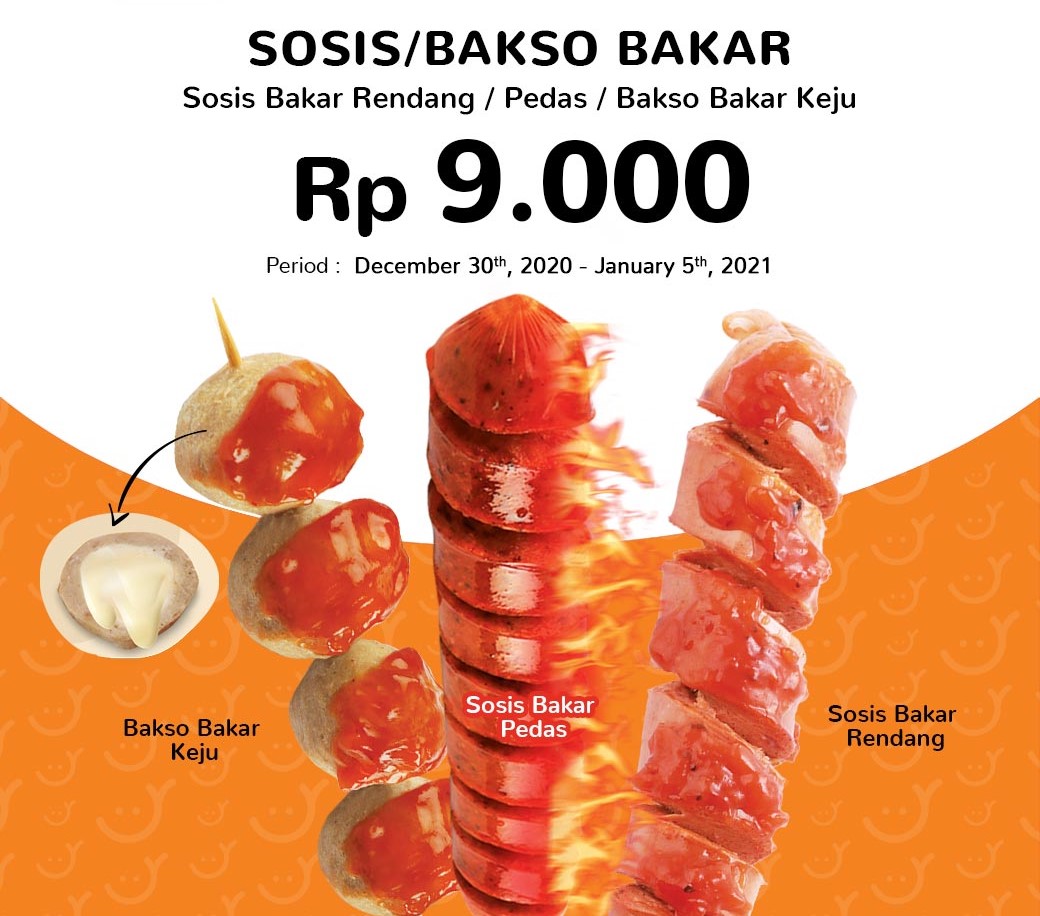 SOSIS/BAKSO BAKAR
Sosis Bakar Rendang / Pedas / Bakso Bakar Keju
Rp 9.000
Period : December 30th, 2020 - January 5th, 2021
Bakso Bakar
Keju
Sosis Bakar
Pedas
Sosis Bakar
Rendang